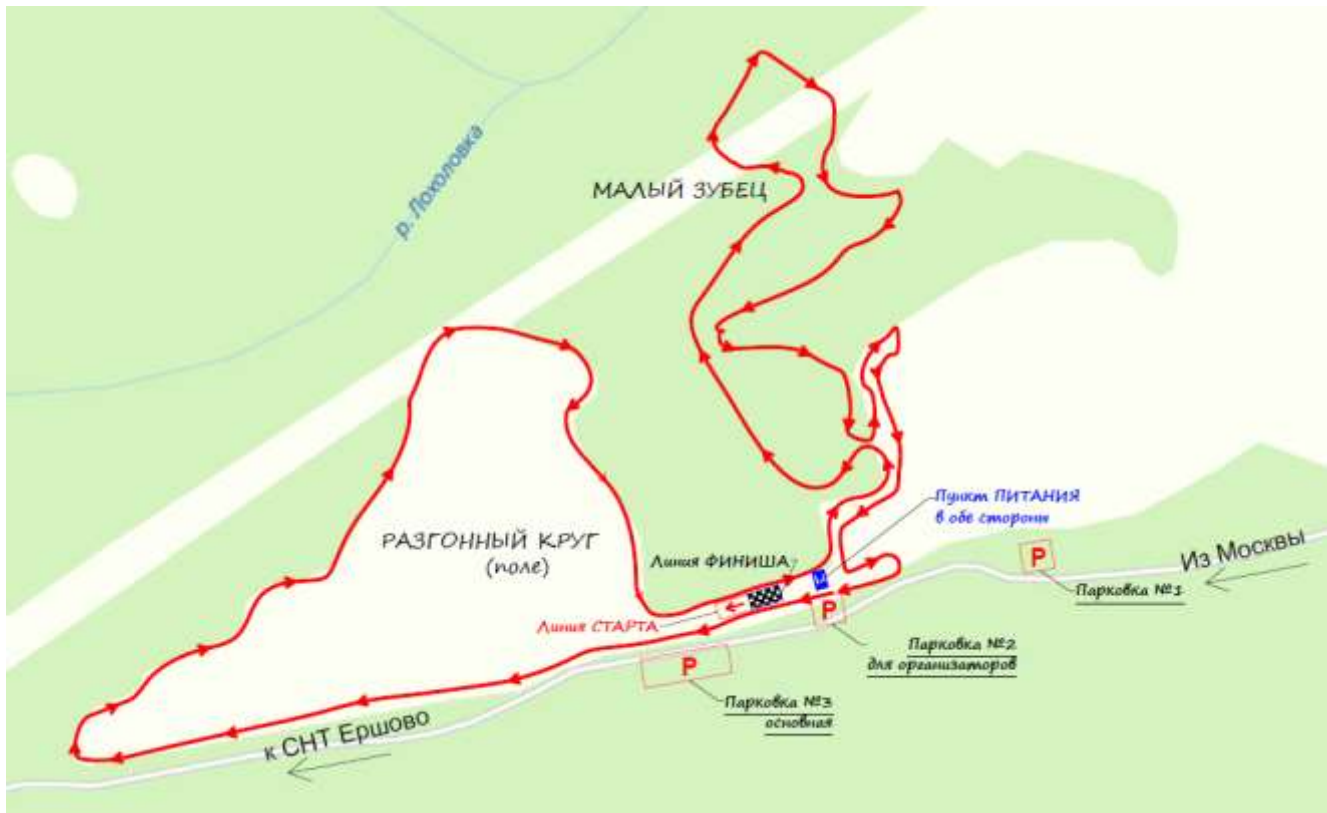 р. Лохоловка
МАЛЫЙ ЗУБЕЦ
РАЗГОННЫЙ КРУГ
(поле)
Пункт ПИТАНИЯ
в обе стороны
Линия ФИНИША
Из Москвы
P
Парковка №1
Линия СТАРТА
P
Парковка №2
для организаторов
P
Парковка №3
основная
к СНТ Ершово